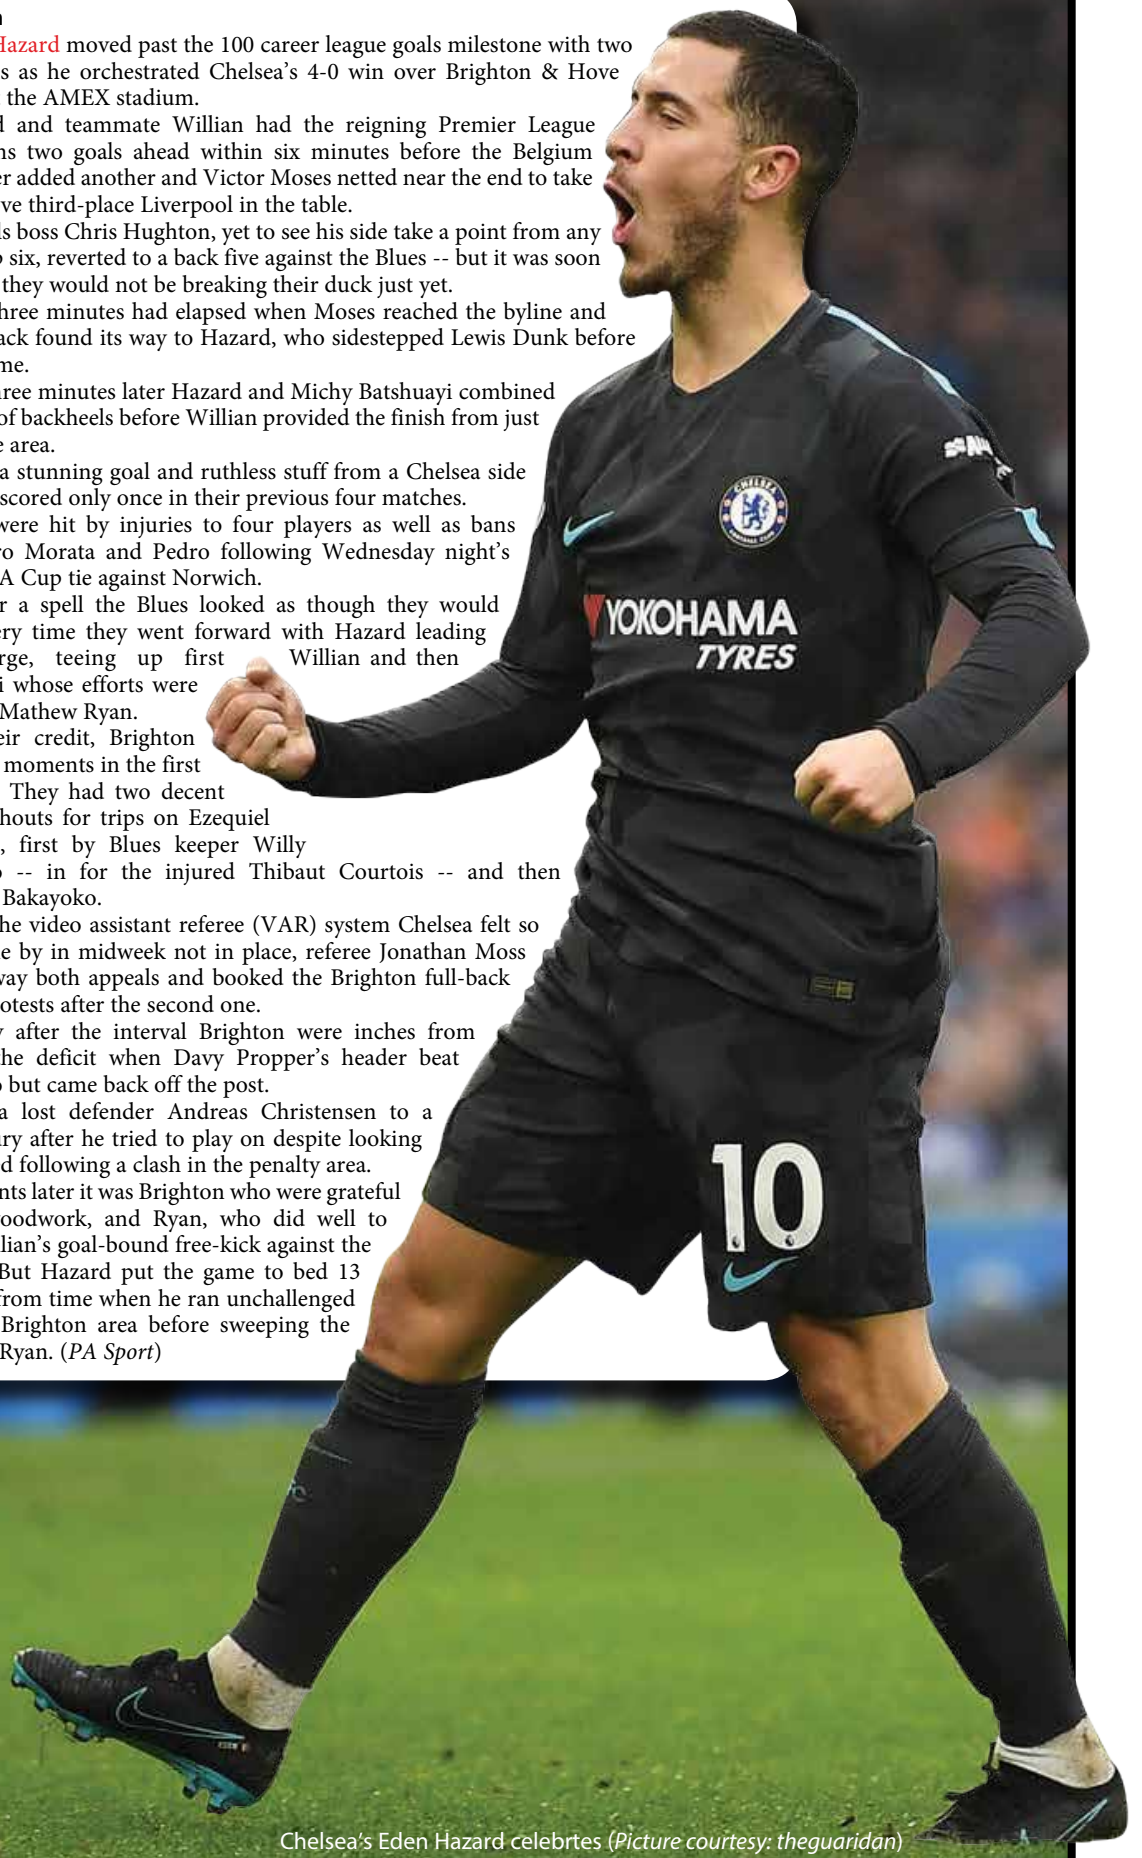 Hazard moved past the 100 career league goals milestone with two
s as he orchestrated Chelsea's 4-0 win over Brighton & Hove
the AMEX stadium.
d and teammate Willian had the reigning Premier League
ns two goals ahead within six minutes before the Belgium
er added another and Victor Moses netted near the end to take
ve third-place Liverpool in the table.
ls boss Chris Hughton, yet to see his side take a point from any
six, reverted to a back five against the Blues -- but it was soon
they would not be breaking their duck just yet.
hree minutes had elapsed when Moses reached the byline and
ack found its way to Hazard, who sidestepped Lewis Dunk before
me.
hree minutes later Hazard and Michy Batshuayi combined
of backheels before Willian provided the finish from just
e area.
a stunning goal and ruthless stuff from a Chelsea side
scored only once in their previous four matches.
were hit by injuries to four players as well as bans
ro Morata and Pedro following Wednesday night's
A Cup tie against Norwich.
r a spell the Blues looked as though they would
ery time they went forward with Hazard leading
rge, teeing up first Willian and then
i whose efforts were
Mathew Ryan.
eir credit, Brighton
moments in the first
They had two decent
houts for trips on Ezequiel
, first by Blues keeper Willy
o -- in for the injured Thibaut Courtois -- and then
Bakayoko.
he video assistant referee (VAR) system Chelsea felt so
e by in midweek not in place, referee Jonathan Moss
way both appeals and booked the Brighton full-back
otests after the second one.
y after the interval Brighton were inches from
the deficit when Davy Propper's header beat
o but came back off the post.
a lost defender Andreas Christensen to a
ury after he tried to play on despite looking
d following a clash in the penalty area.
nts later it was Brighton who were grateful
woodwork, and Ryan, who did well to
lian's goal-bound free-kick against the
But Hazard put the game to bed 13
from time when he ran unchallenged
Brighton area before sweeping the
Ryan. (PA Sport)
CHELSEA
FOOTBALL CLUB
YOKOHAMA
TYRES
10
Chelsea's Eden Hazard celebrtes (Picture courtesy: theguaridan)